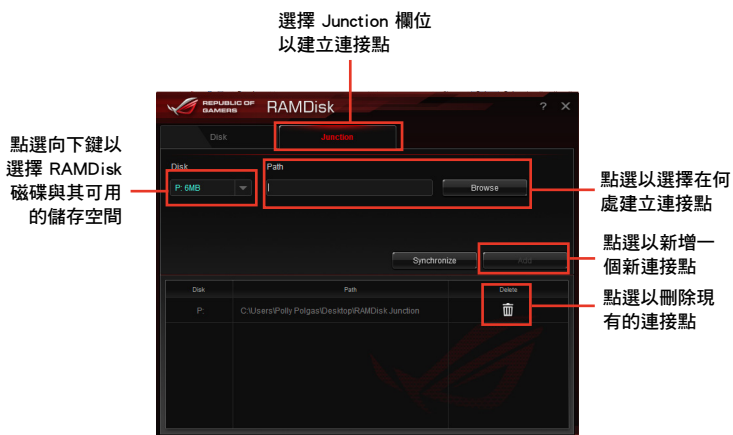 選擇 Junction 欄位
以建立連接點
REPUBLIC OF
GAMERS
RAMDisk
? ×
Disk
Junction
點選向下鍵以
選擇 RAMDisk
磁碟與其可用
的儲存空間
Disk
Path
P: 6MB
Browse
點選以選擇在何
處建立連接點
Synchronize
Add
點選以新增一
個新連接點
Disk
Path
Delete
P:
C:\Users\Polly Polgas\Desktop\RAMDisk Junction
點選以刪除現
有的連接點